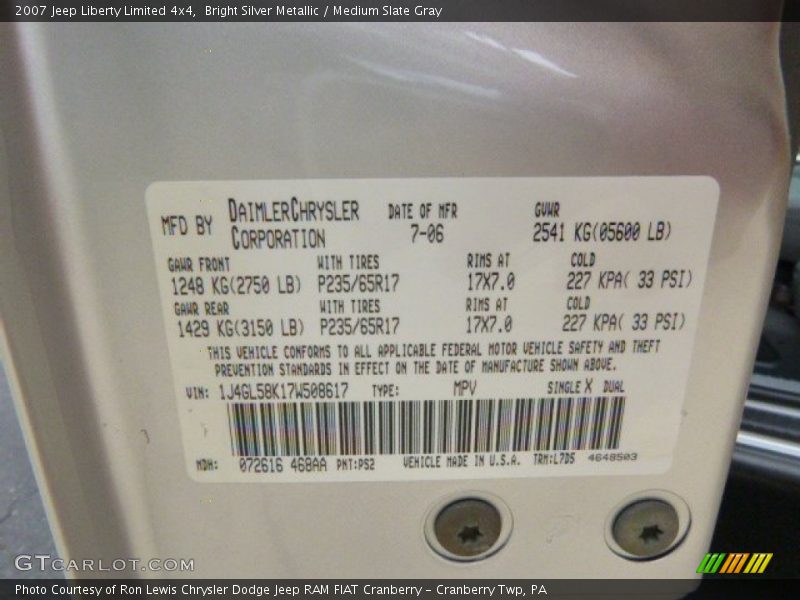 2007 Jeep Liberty Limited 4x4,  Bright Silver Metallic / Medium Slate Gray
MFD BY DAIMLERCHRYSLER CORPORATION DATE OF MFR 7-06 GVWR 2541 KG(05600 LB)
GAWR FRONT WITH TIRES RIMS AT COLD
1248 KG(2750 LB) P235/65R17 17X7.0 227 KPA( 33 PSI)
GAWR REAR WITH TIRES RIMS AT COLD
1429 KG(3150 LB) P235/65R17 17X7.0 227 KPA( 33 PSI)
THIS VEHICLE CONFORMS TO ALL APPLICABLE FEDERAL MOTOR VEHICLE SAFETY AND THEFT
PREVENTION STANDARDS IN EFFECT ON THE DATE OF MANUFACTURE SHOWN ABOVE.
VIN: 1J4GL58K17W508617 TYPE: MPV SINGLE X DUAL
MDH: 072616 468AA PNT:PS2 VEHICLE MADE IN U.S.A. TRM:L7D5 4648503
GTCARLOT.COM
Photo Courtesy of Ron Lewis Chrysler Dodge Jeep RAM FIAT Cranberry – Cranberry Twp, PA